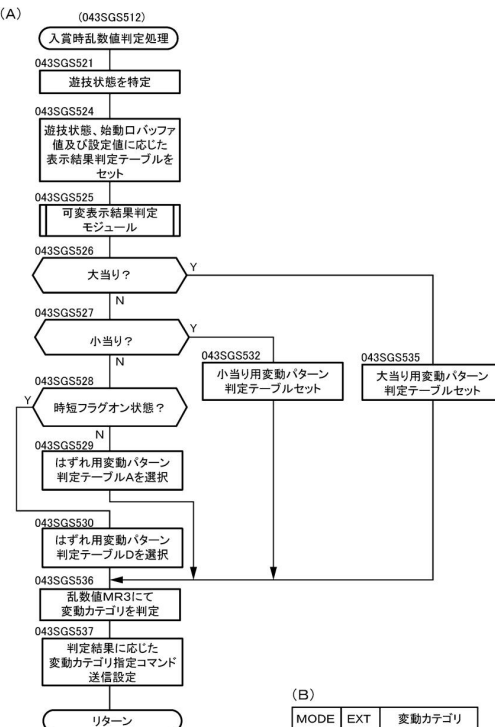 (A)
(043SGS512)
入賞時乱数値判定処理
043SGS521
遊技状態を特定
043SGS524
遊技状態、始動口バッファ
値及び設定値に応じた
表示結果判定テーブルを
セット
043SGS525
可変表示結果判定
モジュール
043SGS526
大当り?
Y
N
043SGS527
小当り?
Y
N
043SGS532
小当り用変動パターン
判定テーブルセット
043SGS535
大当り用変動パターン
判定テーブルセット
043SGS528
時短フラグオン状態?
Y
N
043SGS529
はずれ用変動パターン
判定テーブルAを選択
043SGS530
はずれ用変動パターン
判定テーブルDを選択
043SGS536
乱数値MR3にて
変動カテゴリを判定
043SGS537
判定結果に応じた
変動カテゴリ指定コマンド
送信設定
リターン
(B)
MODE EXT 変動カテゴリ